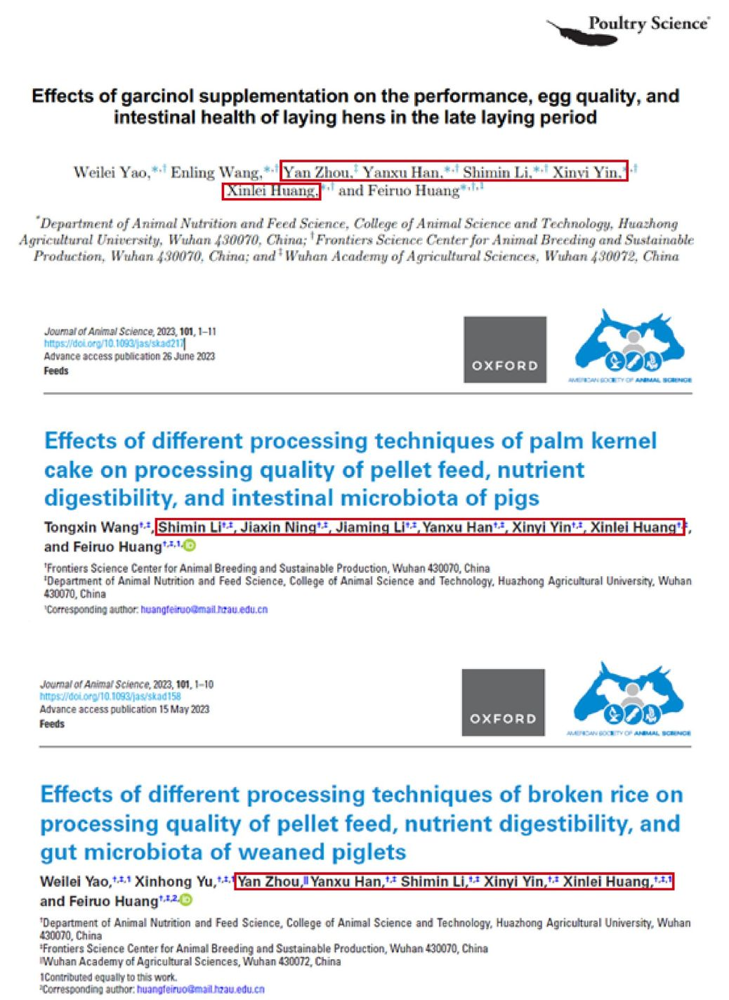 Poultry Science
Effects of garcinol supplementation on the performance, egg quality, and
intestinal health of laying hens in the late laying period
Weilei Yao,*,† Enling Wang,*,† Yan Zhou,‡ Yanxu Han,*,† Shimin Li,*,† Xinyi Yin,*,†
Xinlei Huang,*,† and Feiruo Huang*,†,1
*Department of Animal Nutrition and Feed Science, College of Animal Science and Technology, Huazhong
Agricultural University, Wuhan 430070, China; †Frontiers Science Center for Animal Breeding and Sustainable
Production, Wuhan 430070, China; and ‡Wuhan Academy of Agricultural Sciences, Wuhan 430072, China
Journal of Animal Science, 2023, 101, 1–11
https://doi.org/10.1093/jas/skad217
Advance access publication 26 June 2023
Feeds
OXFORD
AMERICAN SOCIETY OF ANIMAL SCIENCE
Effects of different processing techniques of palm kernel
cake on processing quality of pellet feed, nutrient
digestibility, and intestinal microbiota of pigs
Tongxin Wang†,‡, Shimin Li†,‡, Jiaxin Ning†,‡, Jiaming Li†,‡, Yanxu Han†,‡, Xinyi Yin†,‡, Xinlei Huang†,‡,
and Feiruo Huang†,‡,1,iD
†Frontiers Science Center for Animal Breeding and Sustainable Production, Wuhan 430070, China
‡Department of Animal Nutrition and Feed Science, College of Animal Science and Technology, Huazhong Agricultural University, Wuhan
430070, China
1Corresponding author: huangfeiruo@mail.hzau.edu.cn
Journal of Animal Science, 2023, 101, 1–10
https://doi.org/10.1093/jas/skad158
Advance access publication 15 May 2023
Feeds
OXFORD
AMERICAN SOCIETY OF ANIMAL SCIENCE
Effects of different processing techniques of broken rice on
processing quality of pellet feed, nutrient digestibility, and
gut microbiota of weaned piglets
Weilei Yao,†,‡,1 Xinhong Yu,†,‡,1 Yan Zhou,|| Yanxu Han,†,‡ Shimin Li,†,‡ Xinyi Yin,†,‡ Xinlei Huang,†,‡,1
and Feiruo Huang†,‡,2,iD
†Department of Animal Nutrition and Feed Science, College of Animal Science and Technology, Huazhong Agricultural University, Wuhan
430070, China
‡Frontiers Science Center for Animal Breeding and Sustainable Production, Wuhan 430070, China
||Wuhan Academy of Agricultural Sciences, Wuhan 430072, China
1Contributed equally to this work.
2Corresponding author: huangfeiruo@mail.hzau.edu.cn